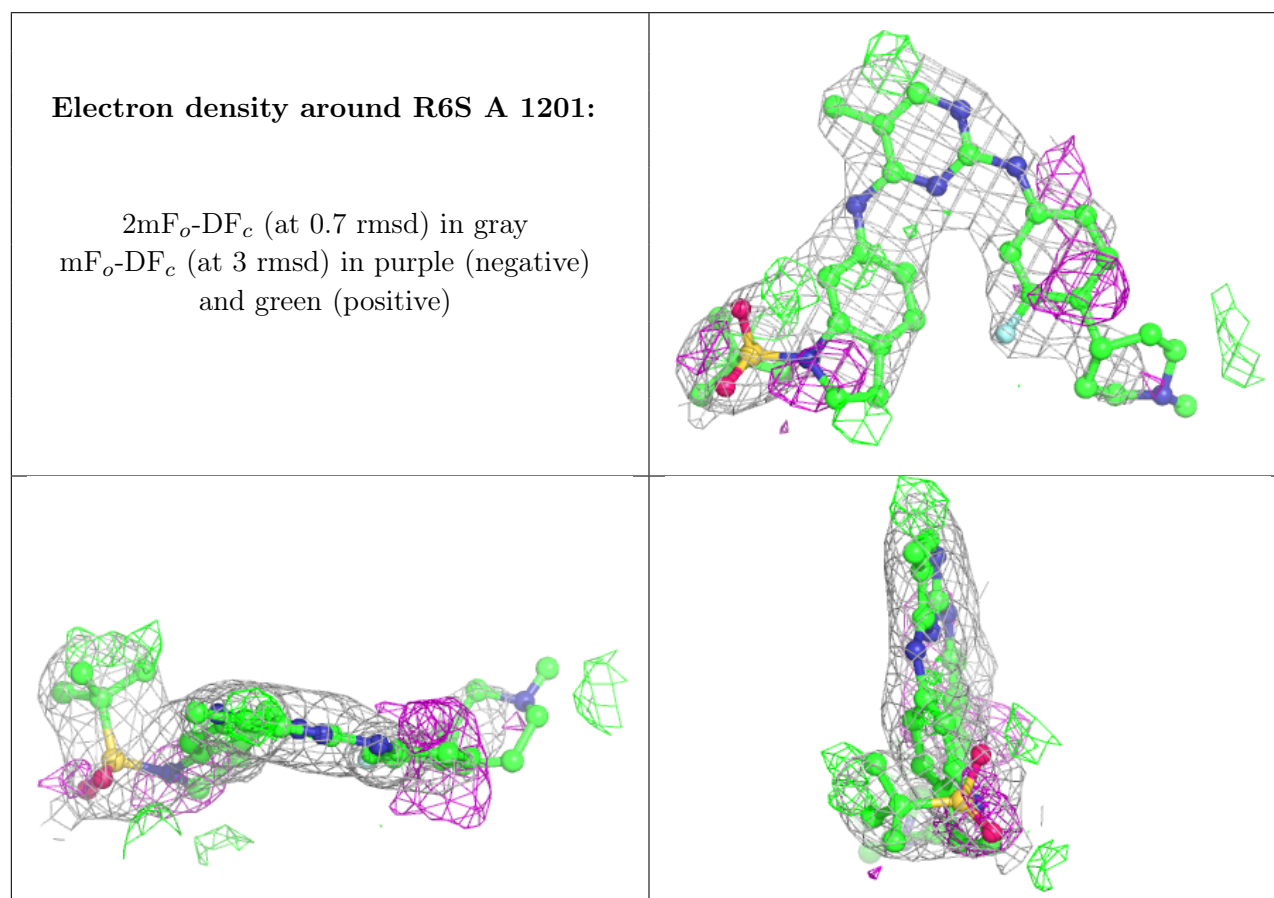 Electron density around R6S A 1201:
2mFo-DFc (at 0.7 rmsd) in gray
mFo-DFc (at 3 rmsd) in purple (negative)
and green (positive)